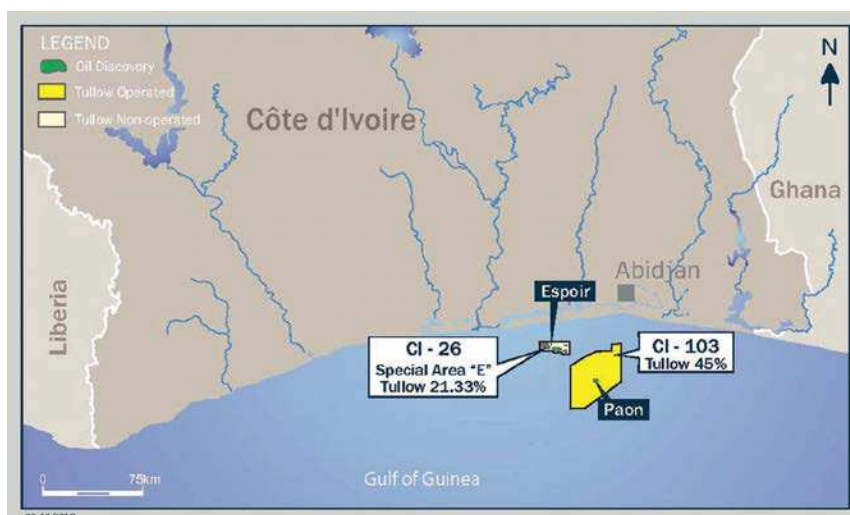 LEGEND
Oil Discovery
Tullow Operated
Tullow Non-operated
N
Côte d'Ivoire
Ghana
Liberia
Abidjan
Espoir
CI - 26
Special Area "E"
Tullow 21.33%
CI - 103
Tullow 45%
Paon
Gulf of Guinea
0 75km